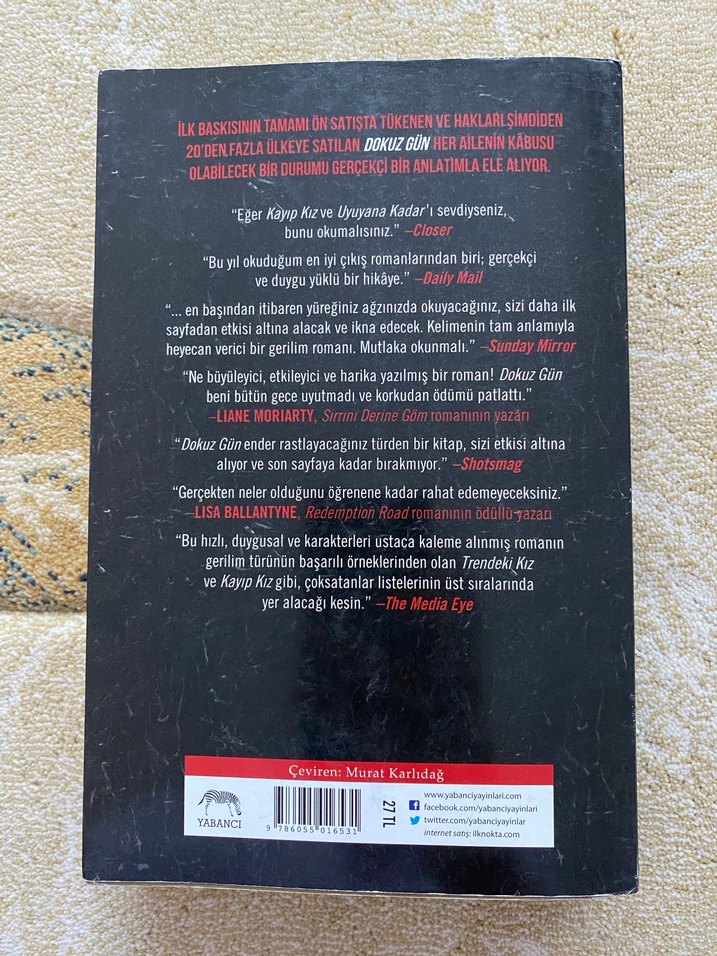 İLK BASKISININ TAMAMI ÖN SATIŞTA TÜKENEN VE HAKLARI ŞİMDİDEN
20'DEN FAZLA ÜLKEYE SATILAN DOKUZ GÜN HER AİLENİN KÂBUSU
OLABİLECEK BİR DURUMU GERÇEKÇİ BİR ANLATIMLA ELE ALIYOR.
“Eğer Kayıp Kız ve Uyuyana Kadar'ı sevdiyseniz,
bunu okumalısınız.” –Closer
“Bu yıl okuduğum en iyi çıkış romanlarından biri; gerçekçi
ve duygu yüklü bir hikâye.” –Daily Mail
“... en başından itibaren yüreğiniz ağzınızda okuyacağınız, sizi daha ilk
sayfadan etkisi altına alacak ve ikna edecek. Kelimenin tam anlamıyla
heyecan verici bir gerilim romanı. Mutlaka okunmalı.” –Sunday Mirror
“Ne büyüleyici, etkileyici ve harika yazılmış bir roman! Dokuz Gün
beni bütün gece uyutmadı ve korkudan ödümü patlattı.”
–LIANE MORIARTY, Sırrını Derine Göm romanının yazarı
“Dokuz Gün ender rastlayacağınız türden bir kitap, sizi etkisi altına
alıyor ve son sayfaya kadar bırakmıyor.” –Shotsmag
“Gerçekten neler olduğunu öğrenene kadar rahat edemeyeceksiniz.”
–LISA BALLANTYNE, Redemption Road romanının ödüllü yazarı
“Bu hızlı, duygusal ve karakterleri ustaca kaleme alınmış romanın
gerilim türünün başarılı örneklerinden olan Trendeki Kız
ve Kayıp Kız gibi, çoksatanlar listelerinin üst sıralarında
yer alacağı kesin.” –The Media Eye
Çeviren: Murat Karlıdağ
YABANCI
9 786055 016531
27 TL
www.yabanciyayinlari.com
facebook.com/yabanciyayinlari
twitter.com/yabanciyayinlar
internet satış: ilknokta.com